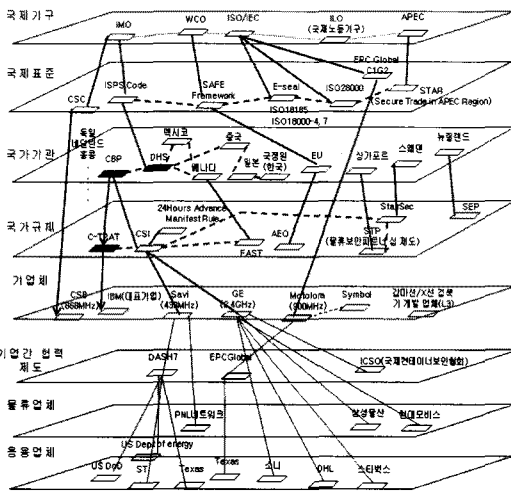 국제기구
IMO
WCO
ISO/IEC
ILO
(국제노동기구)
APEC
EPC Global
C1G2
국제표준
CSC
ISPS Code
SAFE
Framework
E-seal
ISO18185
ISO28000
ISO18000-4, 7
STAR
(Secure Trade in APEC Region)
국가기관
독일
네덜란드
홍콩
CBP
DHS
멕시코
중국
캐나다
일본
국정원
(한국)
EU
싱가포르
스웨덴
뉴질랜드
국가규제
C-TPAT
CSI
24Hours Advance
Manifest Rule
FAST
AEO
StarSec
STP
(물류보안파트너십 제도)
SEP
기업체
CSB
(868MHz)
IBM(대표기업)
Savi
(433MHz)
GE
(2.4GHz)
Motolora
(900MHz)
Symbol
기업간 협력
제도
DASH7
EPCGlobal
ICSO(국제컨테이너보안협회)
물류업체
PNL네트워크
삼성물산
현대모비스
응용업체
US Dept of energy
US DoD
ST
Texas
Texas
소니
DHL
스타벅스